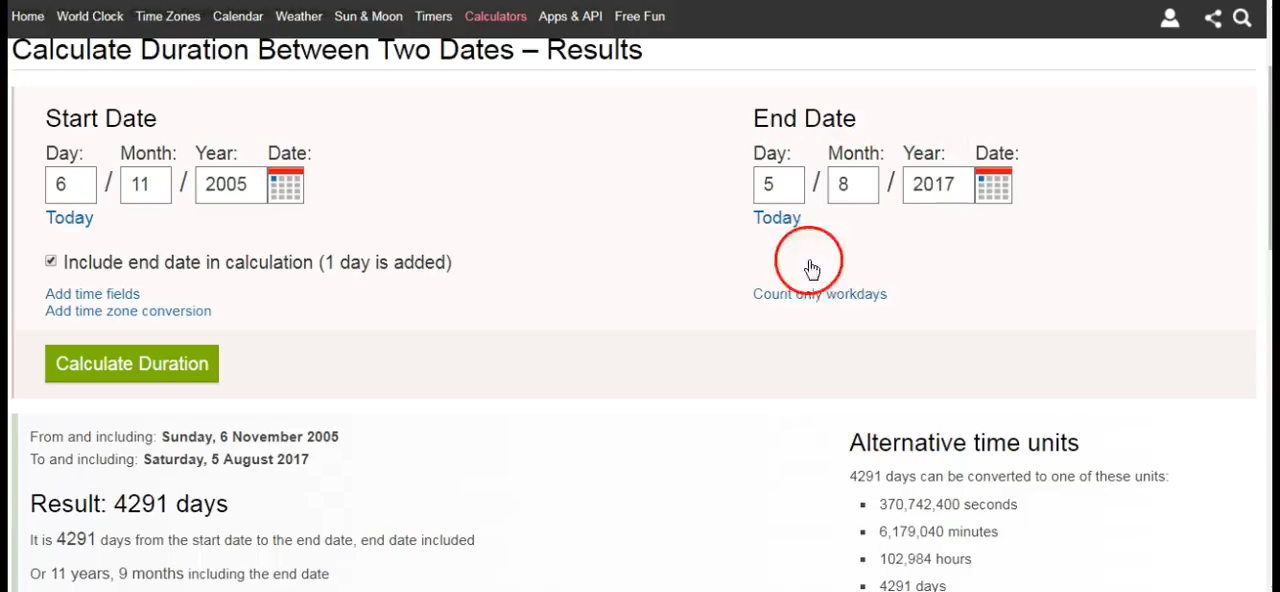 Home World Clock Time Zones Calendar Weather Sun & Moon Timers Calculators Apps & API Free Fun
Calculate Duration Between Two Dates – Results
Start Date
Day: Month: Year: Date:
6 / 11 / 2005
Today
Include end date in calculation (1 day is added)
Add time fields
Add time zone conversion
End Date
Day: Month: Year: Date:
5 / 8 / 2017
Today
Count only workdays
Calculate Duration
From and including: Sunday, 6 November 2005
To and including: Saturday, 5 August 2017
Result: 4291 days
It is 4291 days from the start date to the end date, end date included
Or 11 years, 9 months including the end date
Alternative time units
4291 days can be converted to one of these units:
370,742,400 seconds
6,179,040 minutes
102,984 hours
4291 days